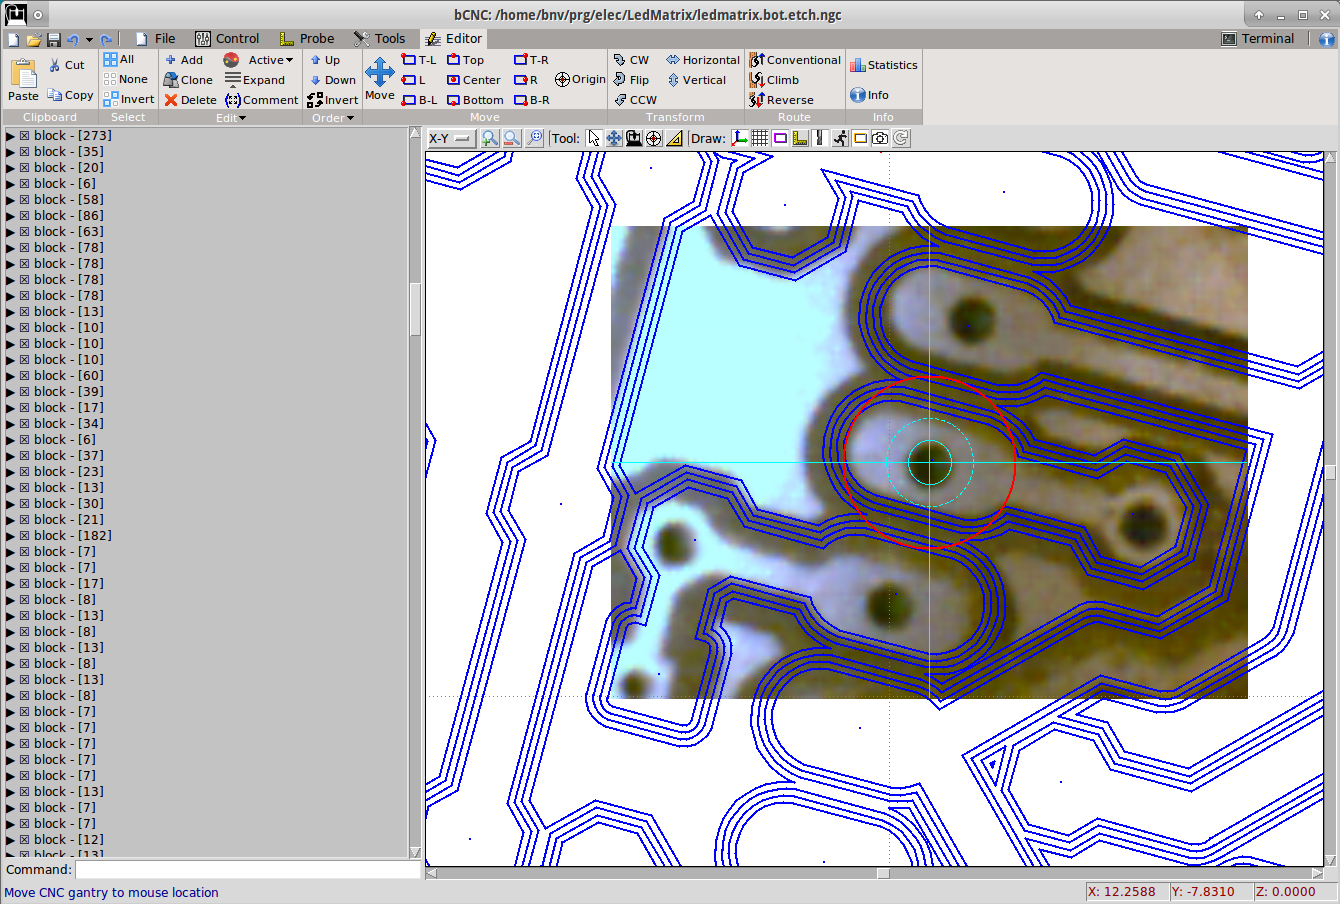 bCNC: /home/bnv/prg/elec/LedMatrix/ledmatrix.bot.etch.ngc
File Control Probe Tools Editor Terminal
Paste Cut Copy
Clipboard
All None Invert
Select
Add Clone Delete Active Expand Comment
Edit
Up Down Invert
Order
Move T-L L B-L Top Center Bottom T-R R B-R Origin
Move
CW Flip CCW Horizontal Vertical
Transform
Conventional Climb Reverse
Route
Statistics Info
Info
X-Y Tool: Draw:
block - [273]
block - [35]
block - [20]
block - [6]
block - [58]
block - [86]
block - [63]
block - [78]
block - [78]
block - [78]
block - [78]
block - [13]
block - [10]
block - [10]
block - [10]
block - [60]
block - [39]
block - [17]
block - [34]
block - [6]
block - [37]
block - [23]
block - [13]
block - [30]
block - [21]
block - [182]
block - [7]
block - [7]
block - [17]
block - [8]
block - [13]
block - [8]
block - [13]
block - [8]
block - [13]
block - [8]
block - [7]
block - [7]
block - [7]
block - [7]
block - [7]
block - [13]
block - [7]
block - [7]
block - [12]
block - [13]
Command:
Move CNC gantry to mouse location
X: 12.2588 Y: -7.8310 Z: 0.0000